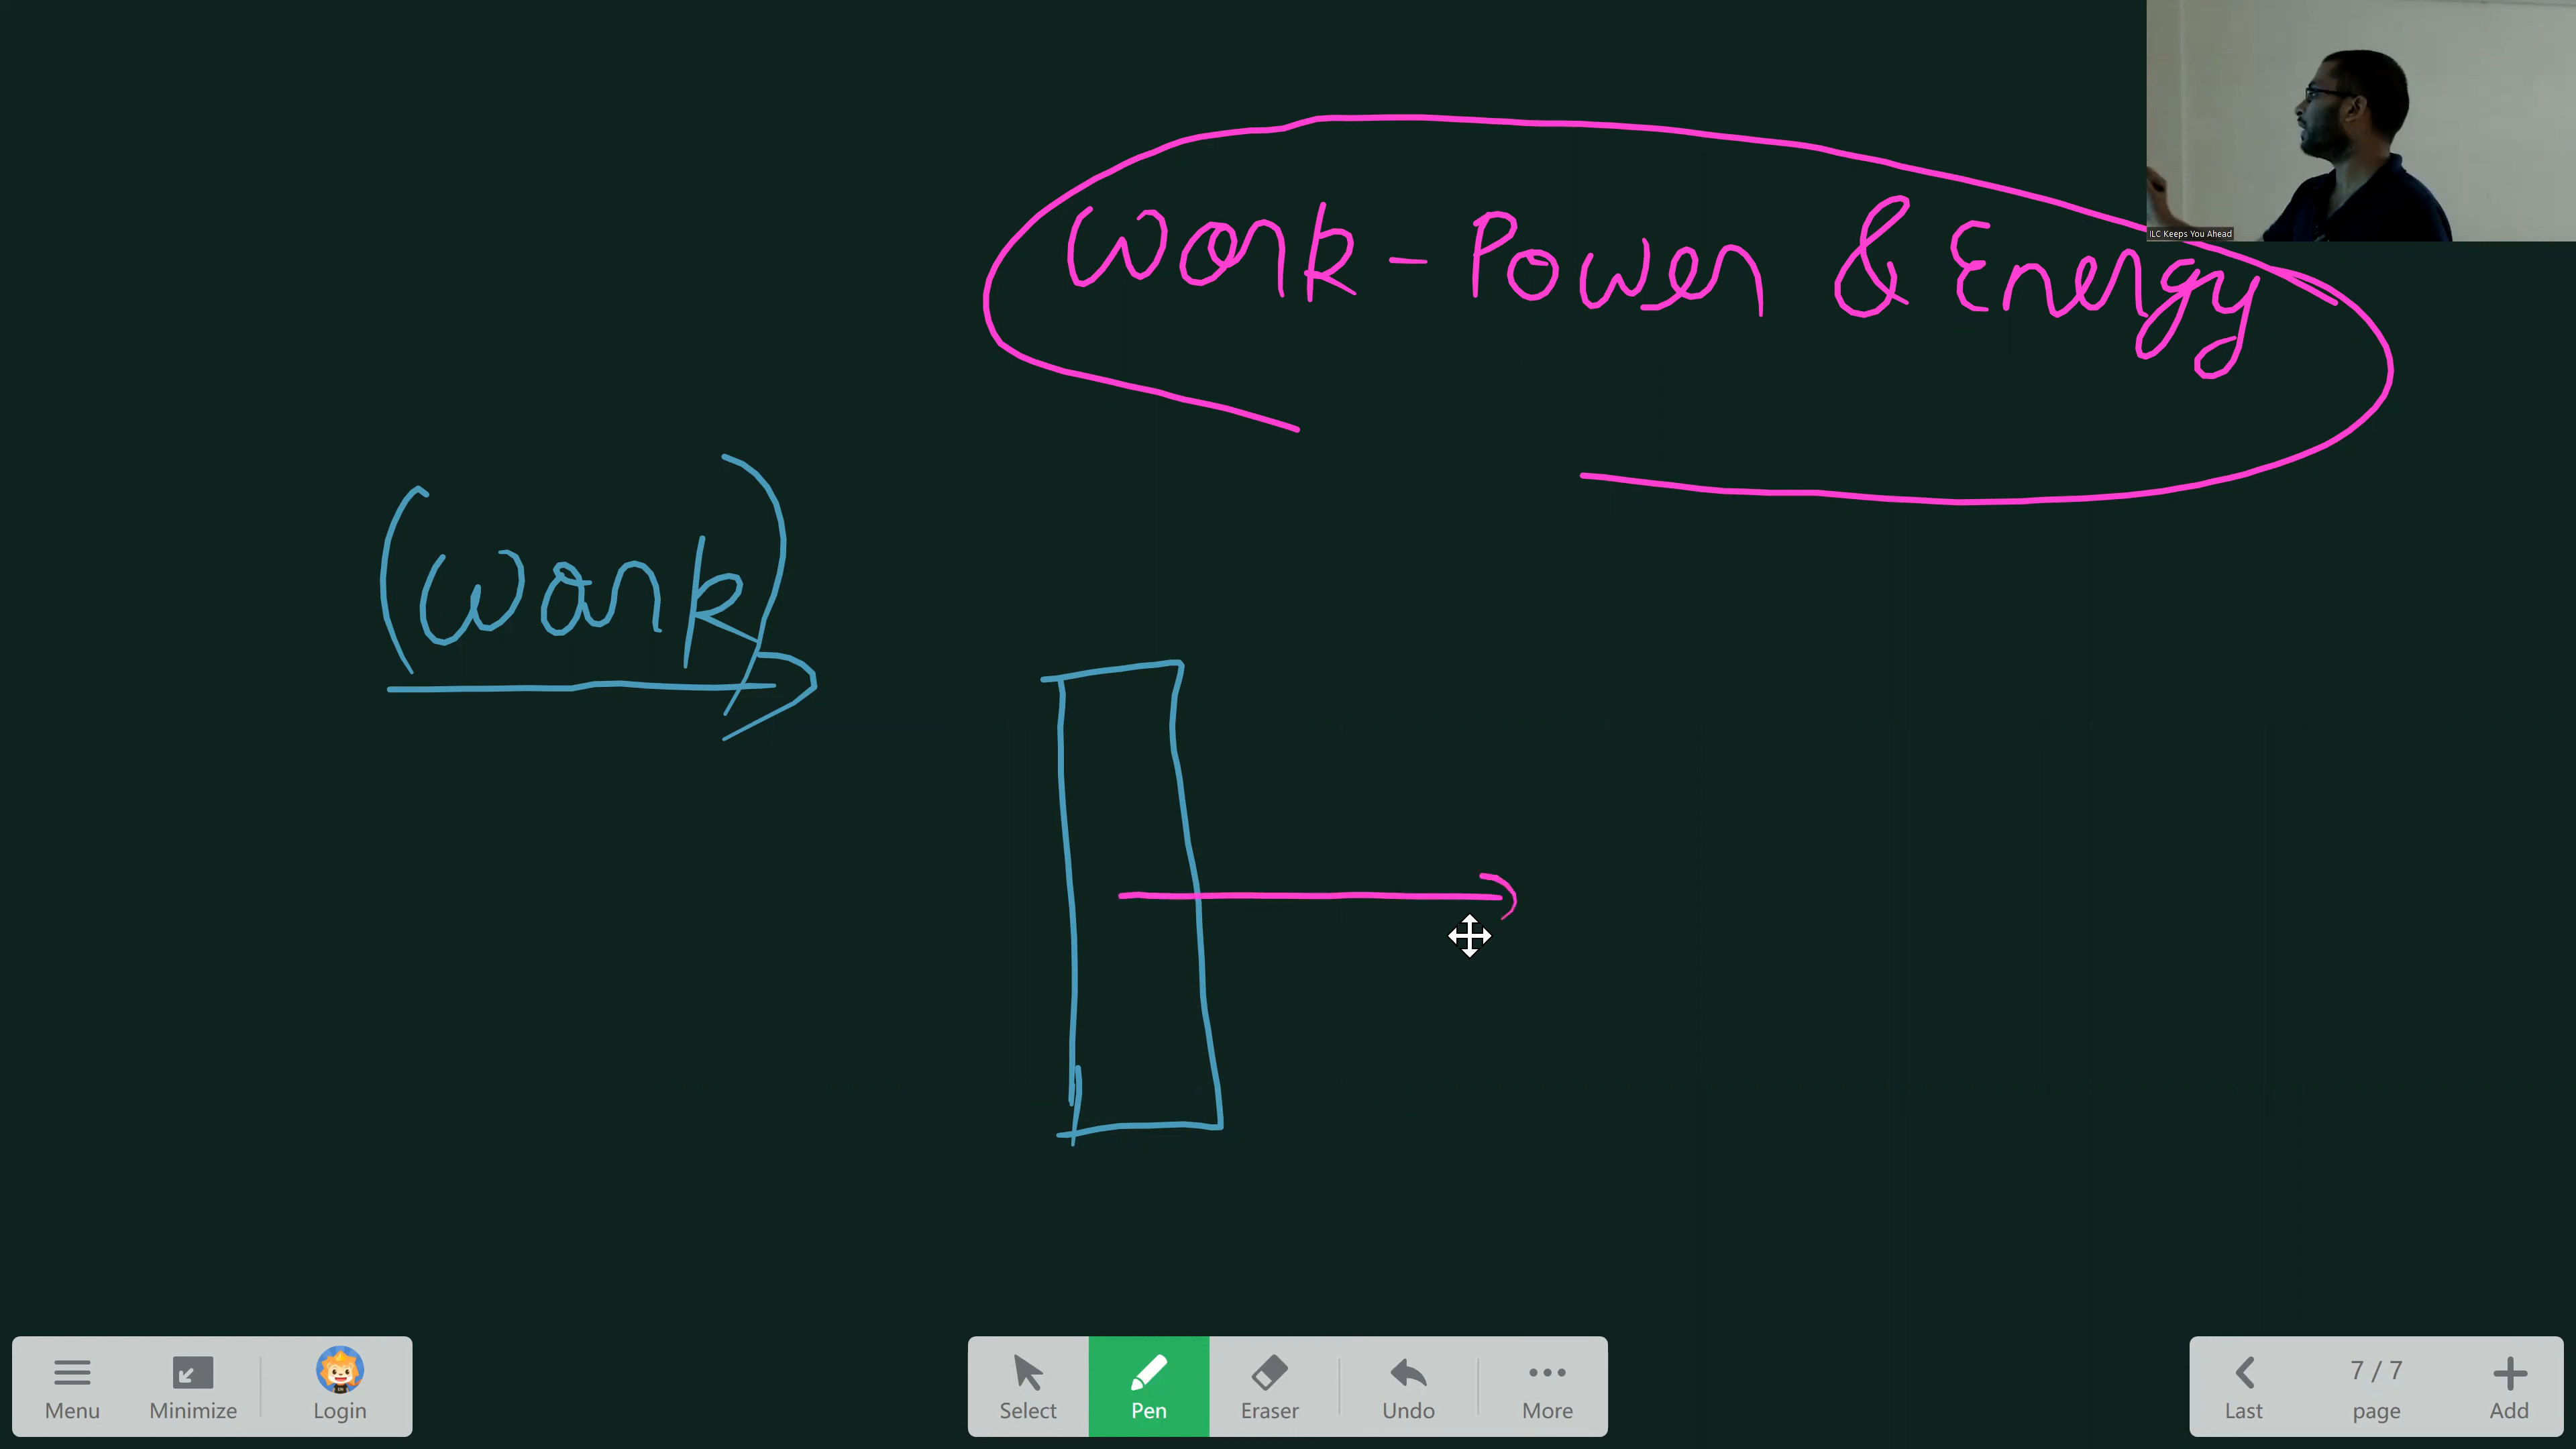 Work - Power & Energy
ILC Keeps You Ahead
(Work)
Menu Minimize Login Select Pen Eraser Undo More Last 7 / 7 page Add